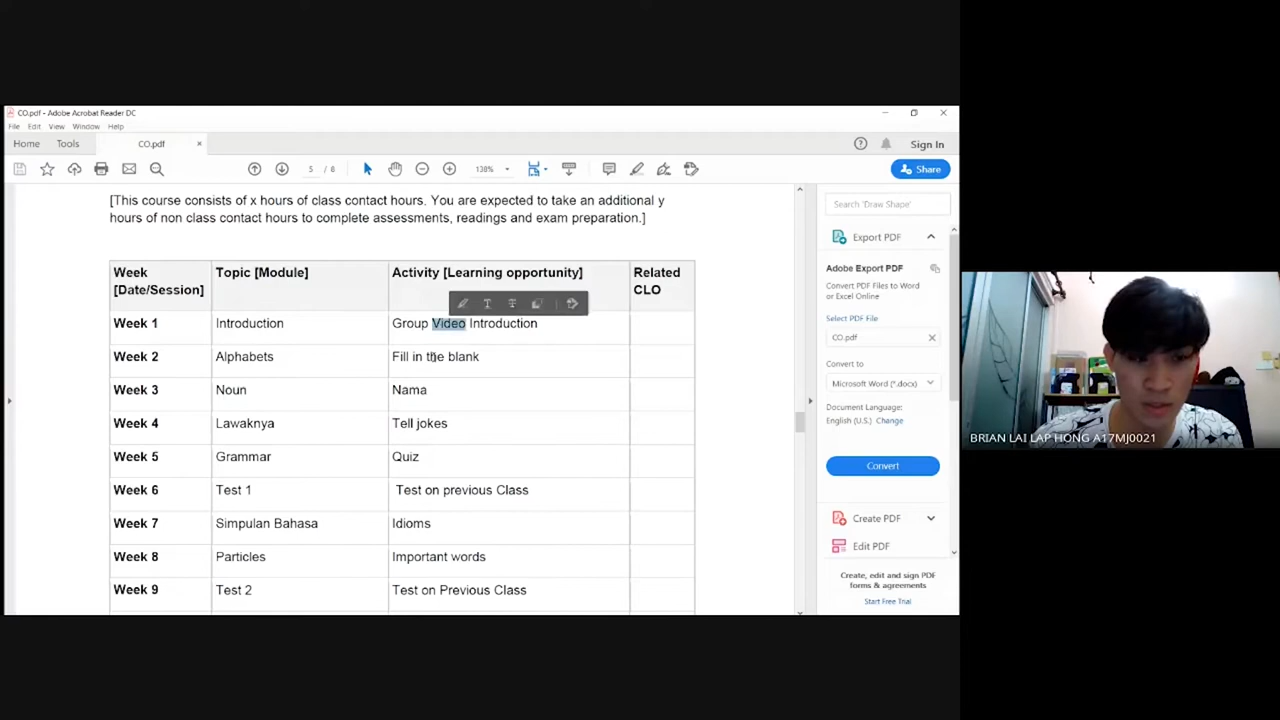 CO.pdf - Adobe Acrobat Reader DC
File Edit View Window Help
Home Tools CO.pdf × Sign In
5 / 8 138% Share
[This course consists of x hours of class contact hours. You are expected to take an additional y
hours of non class contact hours to complete assessments, readings and exam preparation.]
Week
[Date/Session]
Topic [Module]
Activity [Learning opportunity]
Related
CLO
Week 1 Introduction Group Video Introduction
Week 2 Alphabets Fill in the blank
Week 3 Noun Nama
Week 4 Lawaknya Tell jokes
Week 5 Grammar Quiz
Week 6 Test 1 Test on previous Class
Week 7 Simpulan Bahasa Idioms
Week 8 Particles Important words
Week 9 Test 2 Test on Previous Class
Search 'Draw Shape'
Export PDF
Adobe Export PDF
Convert PDF Files to Word
or Excel Online
Select PDF File
CO.pdf
Convert to
Microsoft Word (*.docx)
Document Language:
English (U.S.) Change
Convert
Create PDF
Edit PDF
Create, edit and sign PDF
forms & agreements
Start Free Trial
BRIAN LAI LAP HONG A17MJ0021